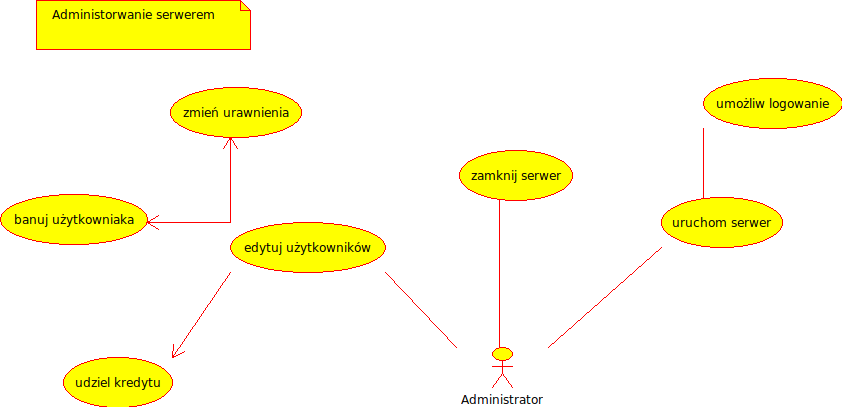 Administorwanie serwerem
zmień urawnienia
umożliw logowanie
zamknij serwer
banuj użytkowniaka
uruchom serwer
edytuj użytkowników
udziel kredytu
Administrator